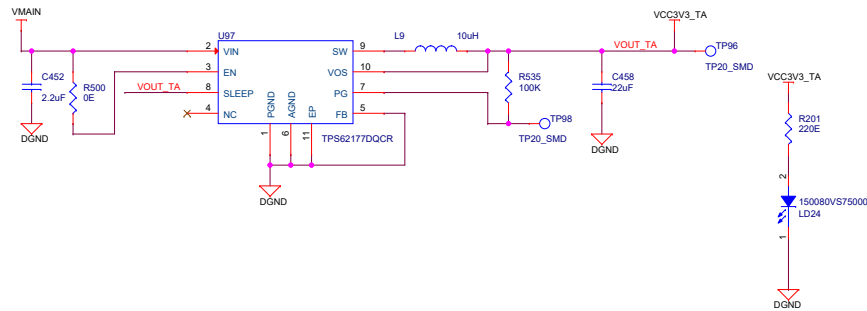 VMAIN
VCC3V3_TA
U97
2 VIN SW 9
L9 10uH
VOUT_TA
TP96
TP20_SMD
C452
2.2uF
R500
0E
3 EN VOS 10
VOUT_TA
8 SLEEP PG 7
4 NC FB 5
PGND
AGND
EP
1
6
11
TPS62177DQCR
R535
100K
C458
22uF
TP98
TP20_SMD
DGND
DGND
DGND
VCC3V3_TA
R201
220E
2
150080VS75000
LD24
1
DGND